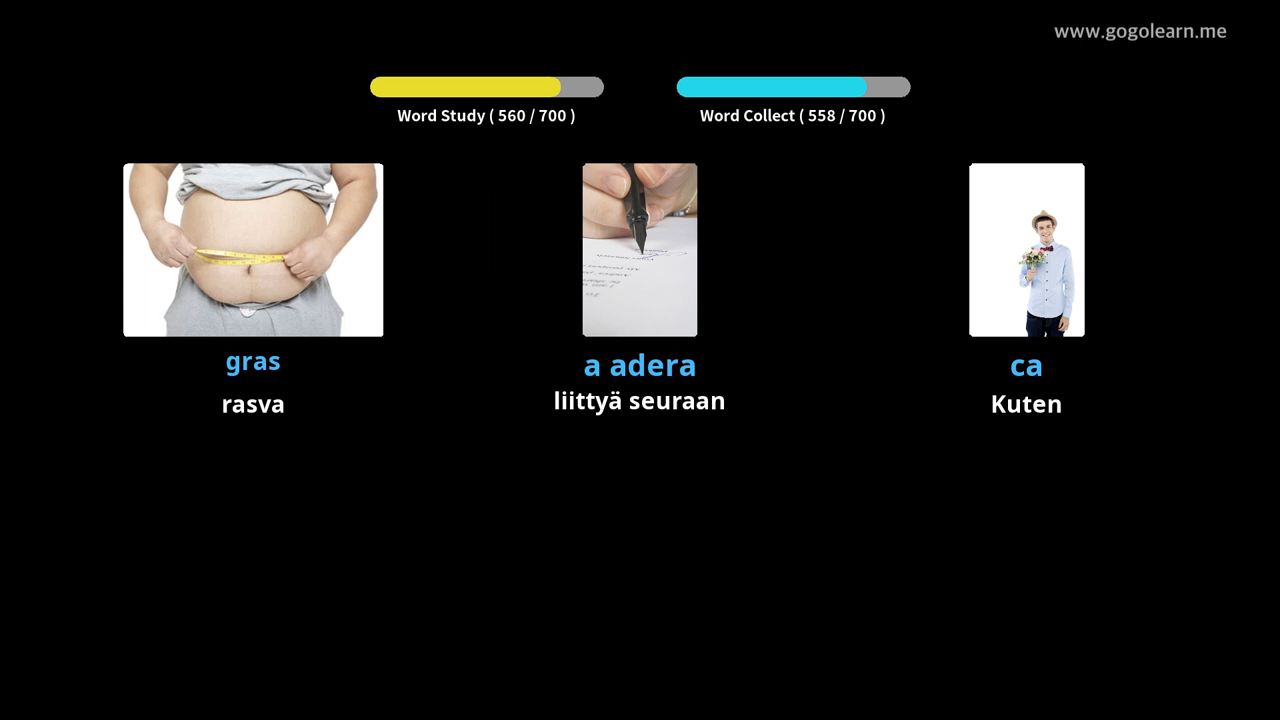 www.gogolearn.me
Word Study ( 560 / 700 )
Word Collect ( 558 / 700 )
gras
a adera
ca
rasva
liittyä seuraan
Kuten